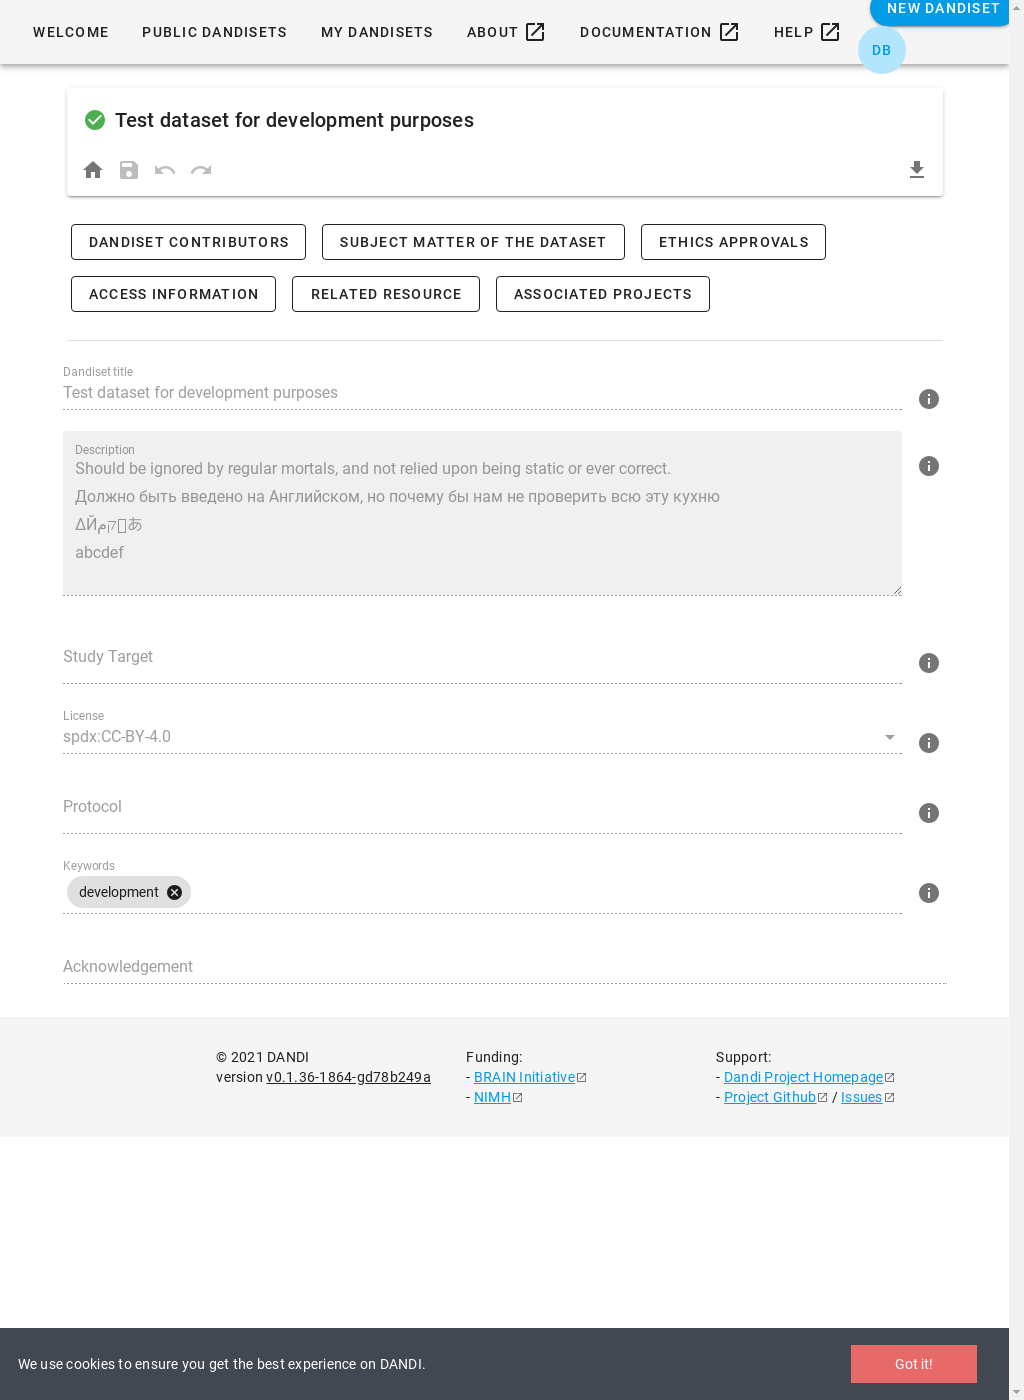 NEW DANDISET
WELCOME PUBLIC DANDISETS MY DANDISETS ABOUT DOCUMENTATION HELP
DB
Test dataset for development purposes
DANDISET CONTRIBUTORS SUBJECT MATTER OF THE DATASET ETHICS APPROVALS
ACCESS INFORMATION RELATED RESOURCE ASSOCIATED PROJECTS
Dandiset title
Test dataset for development purposes
Description
Should be ignored by regular mortals, and not relied upon being static or ever correct.
Должно быть введено на Английском, но почему бы нам не проверить всю эту кухню
abcdef
Study Target
License
spdx:CC-BY-4.0
Protocol
Keywords
development
Acknowledgement
© 2021 DANDI Funding: Support:
version v0.1.36-1864-gd78b249a - BRAIN Initiative - Dandi Project Homepage
- NIMH - Project Github / Issues
We use cookies to ensure you get the best experience on DANDI. Got it!